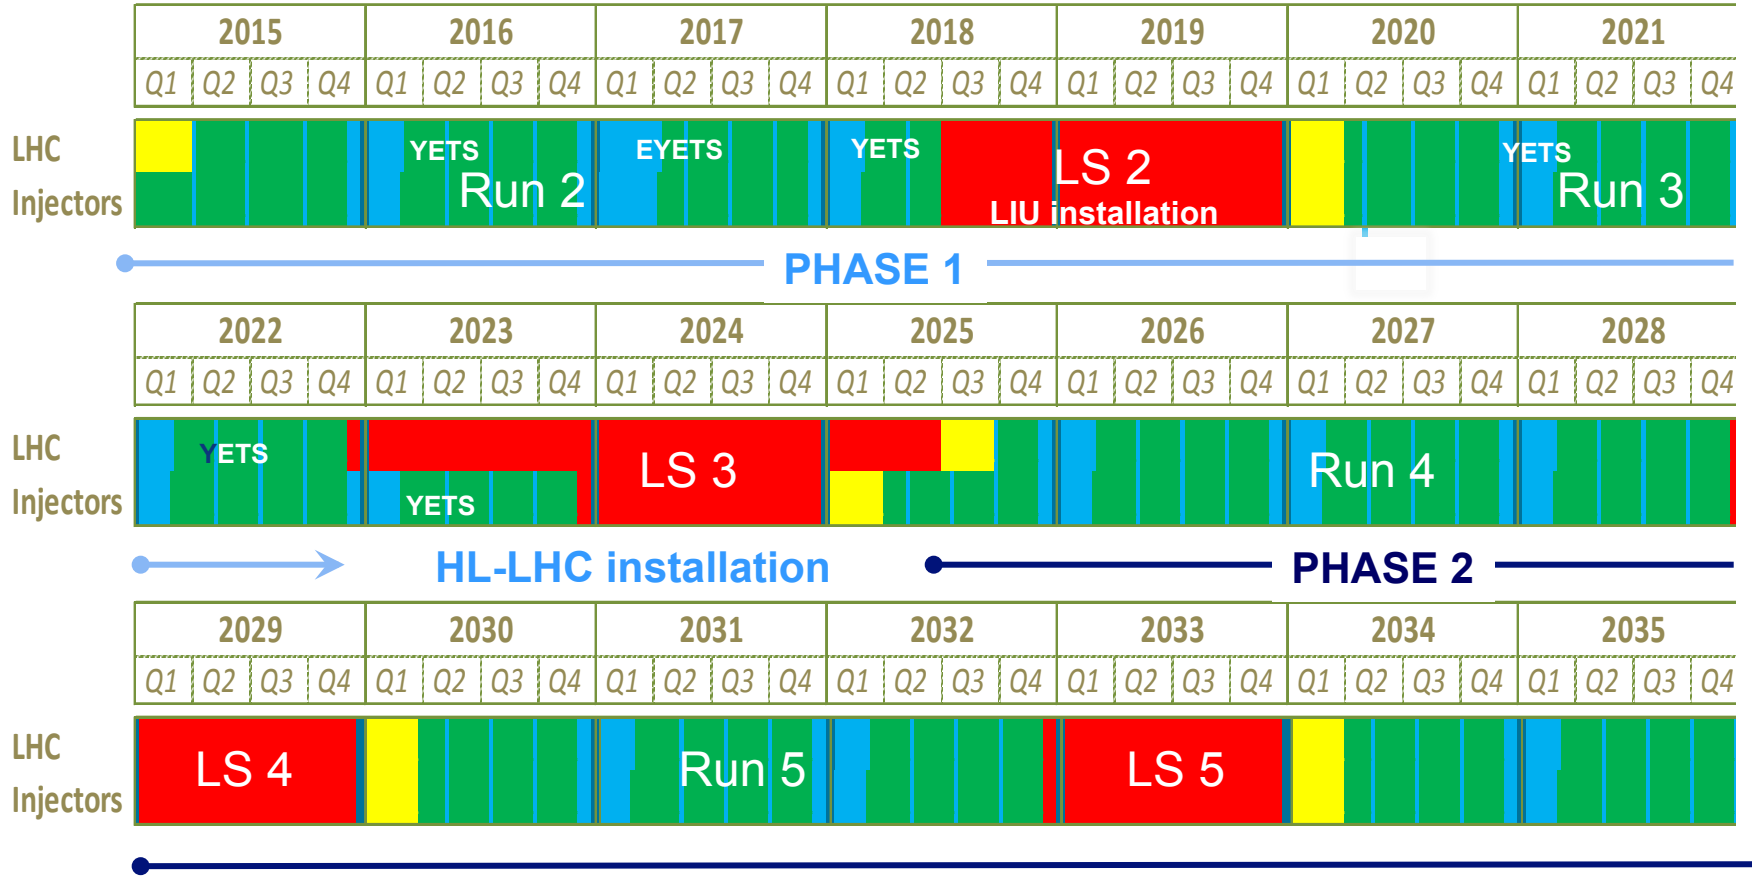 2015 2016 2017 2018 2019 2020 2021
Q1 Q2 Q3 Q4 Q1 Q2 Q3 Q4 Q1 Q2 Q3 Q4 Q1 Q2 Q3 Q4 Q1 Q2 Q3 Q4 Q1 Q2 Q3 Q4 Q1 Q2 Q3 Q4
LHC YETS EYETS YETS LS 2 YETS
Injectors Run 2 LIU installation Run 3
PHASE 1
2022 2023 2024 2025 2026 2027 2028
Q1 Q2 Q3 Q4 Q1 Q2 Q3 Q4 Q1 Q2 Q3 Q4 Q1 Q2 Q3 Q4 Q1 Q2 Q3 Q4 Q1 Q2 Q3 Q4 Q1 Q2 Q3 Q4
LHC YETS LS 3 Run 4
Injectors YETS
HL-LHC installation PHASE 2
2029 2030 2031 2032 2033 2034 2035
Q1 Q2 Q3 Q4 Q1 Q2 Q3 Q4 Q1 Q2 Q3 Q4 Q1 Q2 Q3 Q4 Q1 Q2 Q3 Q4 Q1 Q2 Q3 Q4 Q1 Q2 Q3 Q4
LHC LS 4 Run 5 LS 5
Injectors